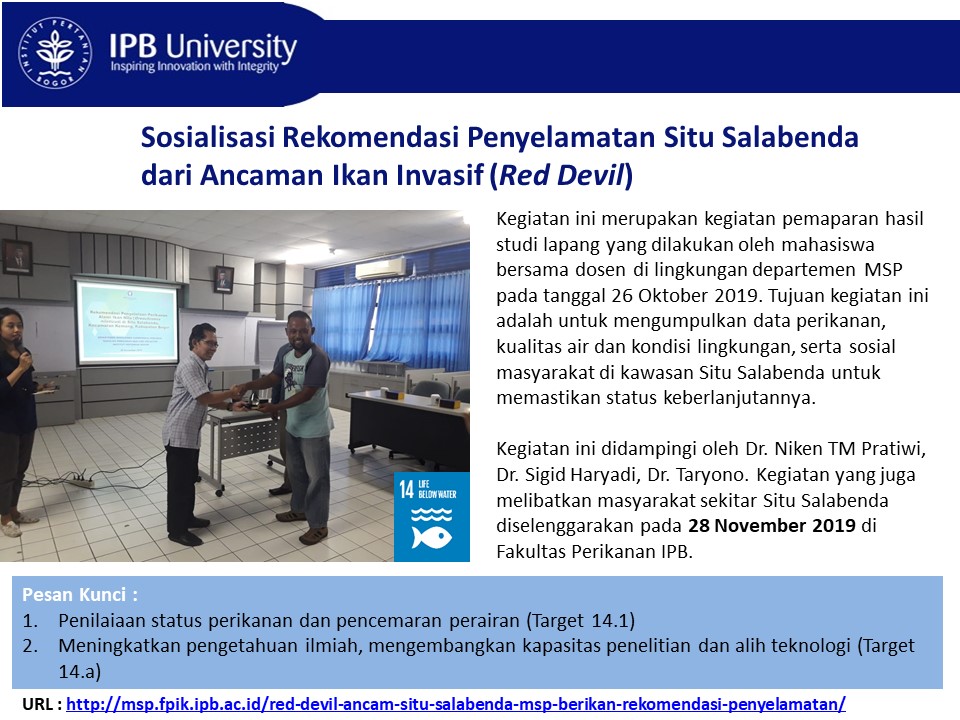 IPB University
Inspiring Innovation with Integrity
INSTITUT PERTANIAN
BOGOR
Sosialisasi Rekomendasi Penyelamatan Situ Salabenda
dari Ancaman Ikan Invasif (Red Devil)
Kegiatan ini merupakan kegiatan pemaparan hasil
studi lapang yang dilakukan oleh mahasiswa
bersama dosen di lingkungan departemen MSP
pada tanggal 26 Oktober 2019. Tujuan kegiatan ini
adalah untuk mengumpulkan data perikanan,
kualitas air dan kondisi lingkungan, serta sosial
masyarakat di kawasan Situ Salabenda untuk
memastikan status keberlanjutannya.
Kegiatan ini didampingi oleh Dr. Niken TM Pratiwi,
Dr. Sigid Haryadi, Dr. Taryono. Kegiatan yang juga
melibatkan masyarakat sekitar Situ Salabenda
diselenggarakan pada 28 November 2019 di
Fakultas Perikanan IPB.
14 LIFE
BELOW WATER
Pesan Kunci :
1. Penilaiaan status perikanan dan pencemaran perairan (Target 14.1)
2. Meningkatkan pengetahuan ilmiah, mengembangkan kapasitas penelitian dan alih teknologi (Target
14.a)
URL : http://msp.fpik.ipb.ac.id/red-devil-ancam-situ-salabenda-msp-berikan-rekomendasi-penyelamatan/